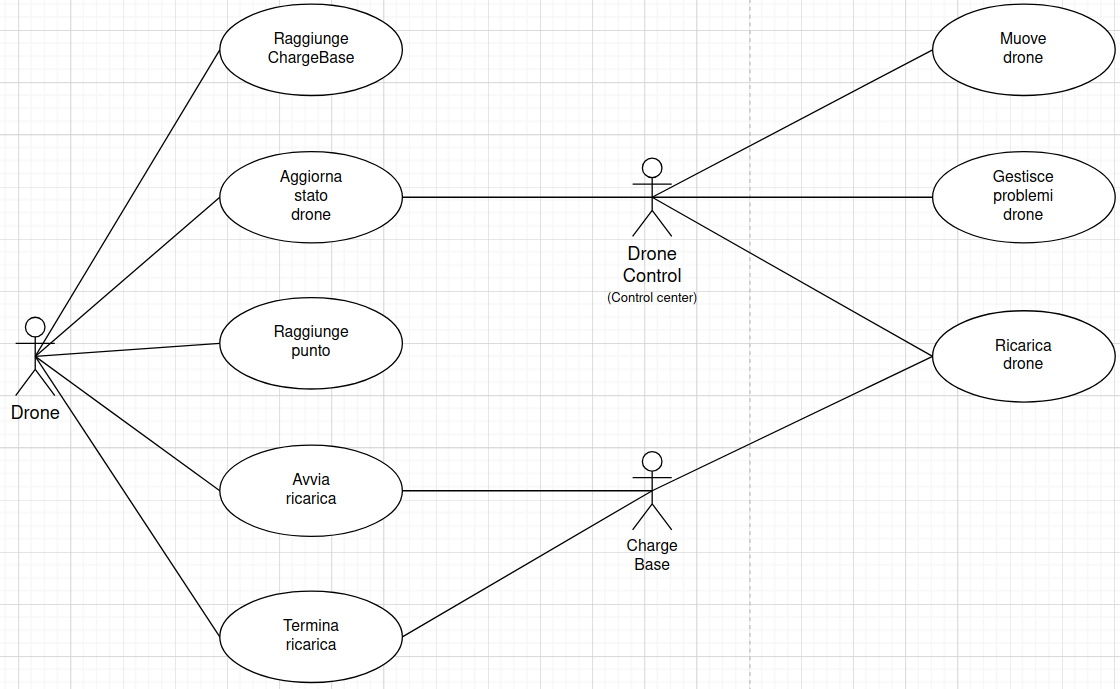 Raggiunge
ChargeBase
Muove
drone
Aggiorna
stato
drone
Gestisce
problemi
drone
Drone
Control
(Control center)
Raggiunge
punto
Ricarica
drone
Drone
Avvia
ricarica
Charge
Base
Termina
ricarica